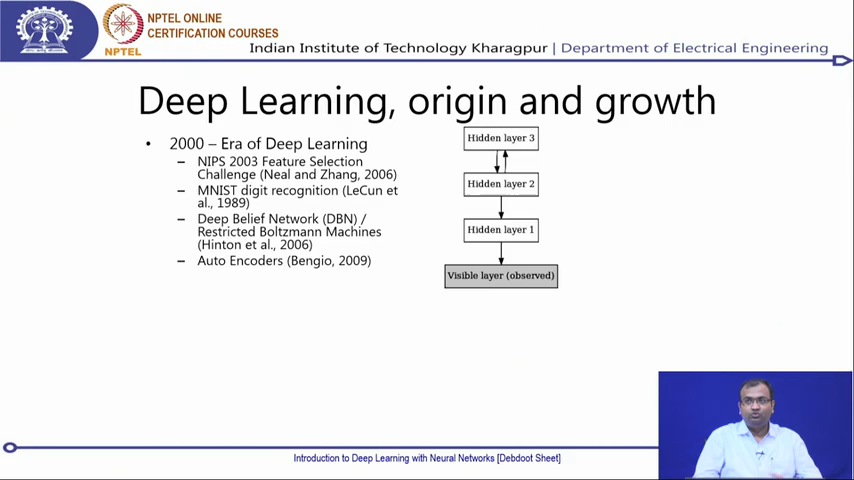 NPTEL ONLINE
CERTIFICATION COURSES
NPTEL
Indian Institute of Technology Kharagpur | Department of Electrical Engineering
Deep Learning, origin and growth
• 2000 – Era of Deep Learning
– NIPS 2003 Feature Selection
Challenge (Neal and Zhang, 2006)
– MNIST digit recognition (LeCun et
al., 1989)
– Deep Belief Network (DBN) /
Restricted Boltzmann Machines
(Hinton et al., 2006)
– Auto Encoders (Bengio, 2009)
Hidden layer 3
Hidden layer 2
Hidden layer 1
Visible layer (observed)
Introduction to Deep Learning with Neural Networks [Debdoot Sheet]